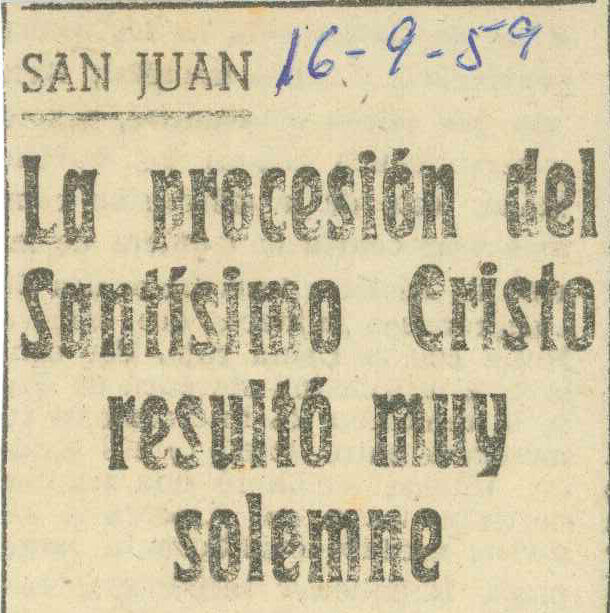 SAN JUAN 16-9-59
La procesión del
Santísimo Cristo
resultó muy
solemne